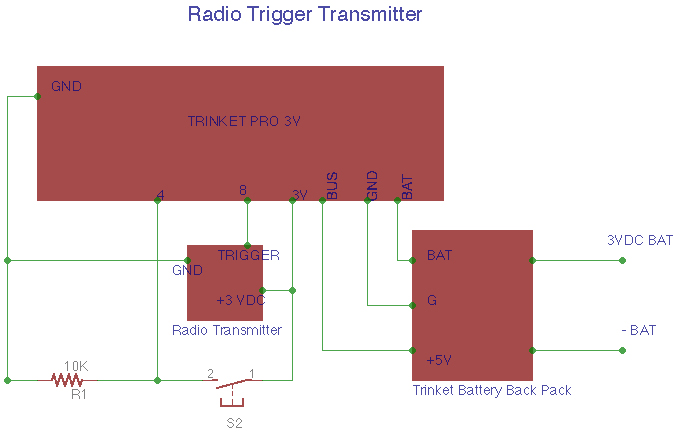 Radio Trigger Transmitter
GND
TRINKET PRO 3V
4
8
3V
BUS
GND
BAT
TRIGGER
GND
+3 VDC
Radio Transmitter
BAT
G
+5V
Trinket Battery Back Pack
3VDC BAT
- BAT
10K
R1
2
1
S2